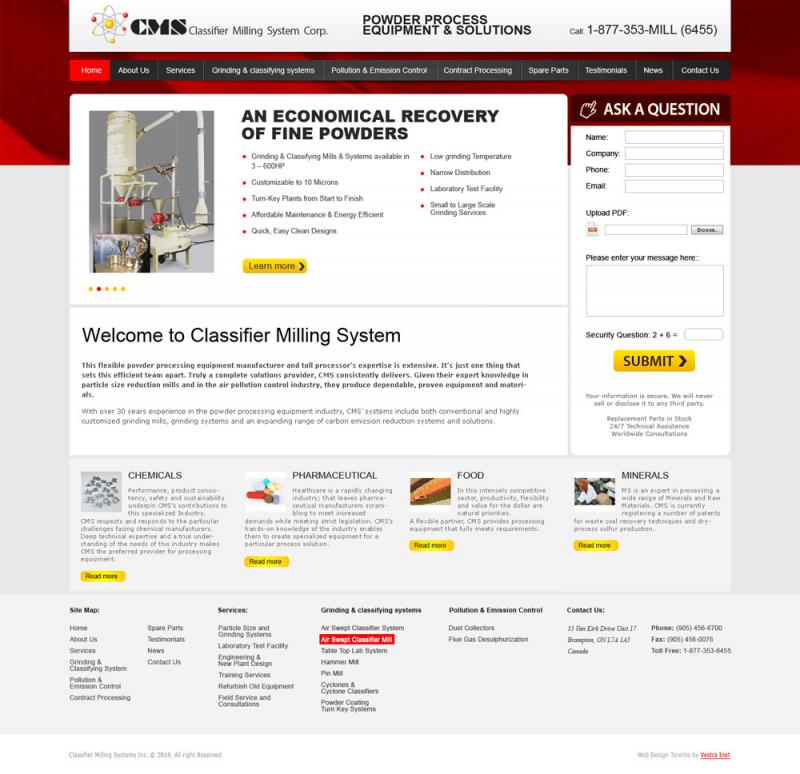 CMS Classifier Milling System Corp.
POWDER PROCESS
EQUIPMENT & SOLUTIONS
Call: 1-877-353-MILL (6455)
Home
About Us
Services
Grinding & classifying systems
Pollution & Emission Control
Contract Processing
Spare Parts
Testimonials
News
Contact Us
AN ECONOMICAL RECOVERY
OF FINE POWDERS
Grinding & Classifying Mills & Systems available in
3 – 600HP
Customizable to 10 Microns
Turn-Key Plants from Start to Finish
Affordable Maintenance & Energy Efficient
Quick, Easy Clean Designs
Low grinding Temperature
Narrow Distribution
Laboratory Test Facility
Small to Large Scale
Grinding Services
Learn more
ASK A QUESTION
Name:
Company:
Phone:
Email:
Upload PDF:
PDF
Browse..
Please enter your message here::
Security Question: 2 + 6 =
SUBMIT
Your information is secure. We will never
sell or disclose it to any third party.
Replacement Parts in Stock
24/7 Technical Assistance
Worldwide Consultations
Welcome to Classifier Milling System
This flexible powder processing equipment manufacturer and toll processor's expertise is extensive. It's just one thing that
sets this efficient team apart. Truly a complete solutions provider, CMS consistently delivers. Given their expert knowledge in
particle size reduction mills and in the air pollution control industry, they produce dependable, proven equipment and materi-
als.
With over 30 years experience in the powder processing equipment industry, CMS' systems include both conventional and highly
customized grinding mills, grinding systems and an expanding range of carbon emission reduction systems and solutions.
CHEMICALS
Performance, product consis-
tency, safety and sustainability
underpin CMS's contributions to
this specialized Industry.
CMS respects and responds to the particular
challenges facing chemical manufacturers.
Deep technical expertise and a true under-
standing of the needs of this industry makes
CMS the preferred provider for processing
equipment.
Read more
PHARMACEUTICAL
Healthcare is a rapidly changing
industry; that leaves pharma-
ceutical manufacturers scram-
bling to meet increased
demands while meeting strict legislation. CMS's
hands-on knowledge of the industry enables
them to create specialized equipment for a
particular process solution.
Read more
FOOD
In this intensely competitive
sector, productivity, flexibility
and value for the dollar are
natural priorities.
A flexible partner, CMS provides processing
equipment that fully meets requirements.
Read more
MINERALS
MS is an expert in processing a
wide range of Minerals and Raw
Materials. CMS is currently
registering a number of patents
for waste coal recovery techniques and dry-
process sulfur production.
Read more
Site Map:
Home
About Us
Services
Grinding &
Classifying System
Pollution &
Emission Control
Contract Processing
Spare Parts
Testimonials
News
Contact Us
Services:
Particle Size and
Grinding Systems
Laboratory Test Facility
Engineering &
New Plant Design
Training Services
Refurbish Old Equipment
Field Service and
Consultations
Grinding & classifying systems
Air Swept Classifier System
Air Swept Classifier Mill
Table Top Lab System
Hammer Mill
Pin Mill
Cyclones &
Cyclone Classifiers
Powder Coating
Turn Key Systems
Pollution & Emission Control
Dust Collectors
Flue Gas Desulphurization
Contact Us:
35 Van Kirk Drive Unit 17
Brampton, ON L7A 1A5
Canada
Phone: (905) 456-6700
Fax: (905) 456-0076
Toll Free: 1-877-353-6455
Classifier Milling Systems Inc. © 2014. All right Reserved
Web Design Toronto by Vestra Inet